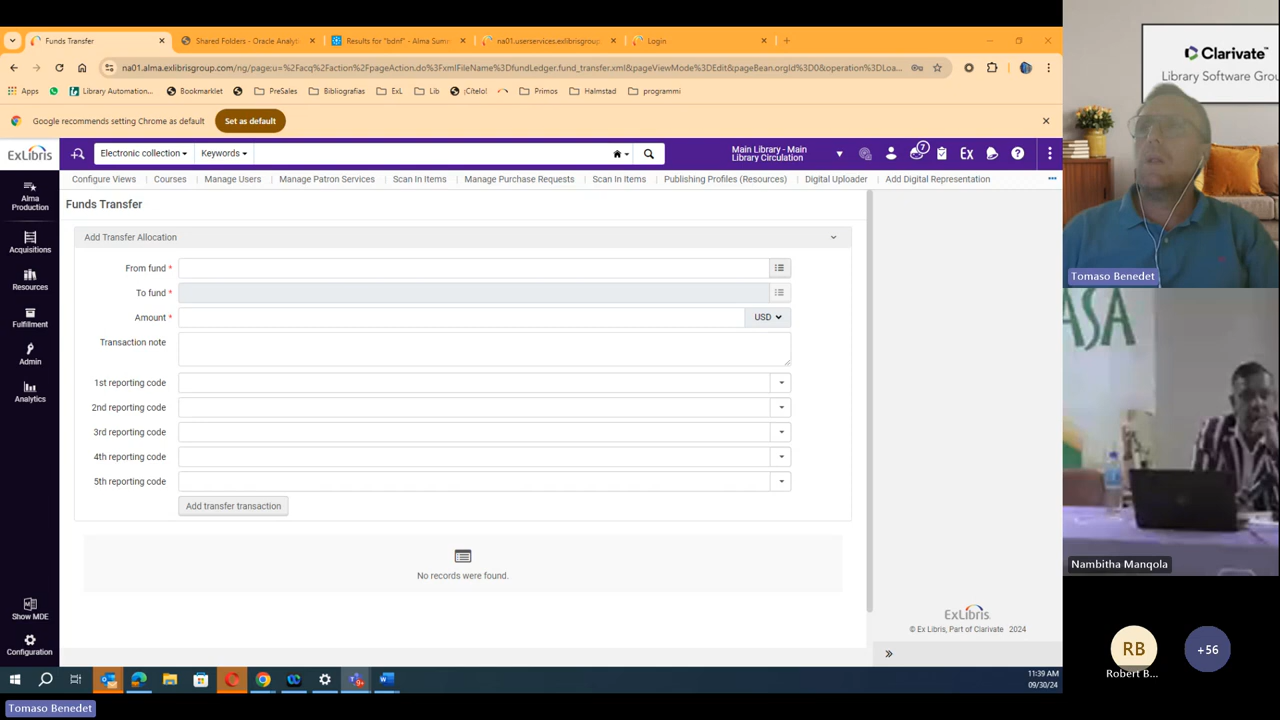 Funds Transfer
Shared Folders - Oracle Analyt
Results for "bdnf" - Alma Sum
na01.userservices.exlibrisgroup
Login
na01.alma.exlibrisgroup.com/ng/page;u=%2Facq%2Faction%2FpageAction.do%3FxmlFileName%3DfundLedger.fund_transfer.xml&pageViewMode%3DEdit&pageBean.orgId%3D0&operation%3DLoa...
Apps
Library Automation...
Bookmarklet
PreSales
Bibliografias
ExL
Lib
¡Cítelo!
Primos
Halmstad
programmi
Google recommends setting Chrome as default
Set as default
ExLibris
Electronic collection
Keywords
Main Library - Main
Library Circulation
7
Ex
Configure Views
Courses
Manage Users
Manage Patron Services
Scan In Items
Manage Purchase Requests
Scan In Items
Publishing Profiles (Resources)
Digital Uploader
Add Digital Representation
Alma
Production
Acquisitions
Resources
Fulfillment
Admin
Analytics
Show MDE
Configuration
Funds Transfer
Add Transfer Allocation
From fund *
To fund *
Amount *
USD
Transaction note
1st reporting code
2nd reporting code
3rd reporting code
4th reporting code
5th reporting code
Add transfer transaction
No records were found.
ExLibris
© Ex Libris, Part of Clarivate 2024
11:39 AM
09/30/24
Tomaso Benedet
Clarivate
Library Software Grou
Tomaso Benedet
ASA
Nambitha Manqola
RB
Robert B...
+56